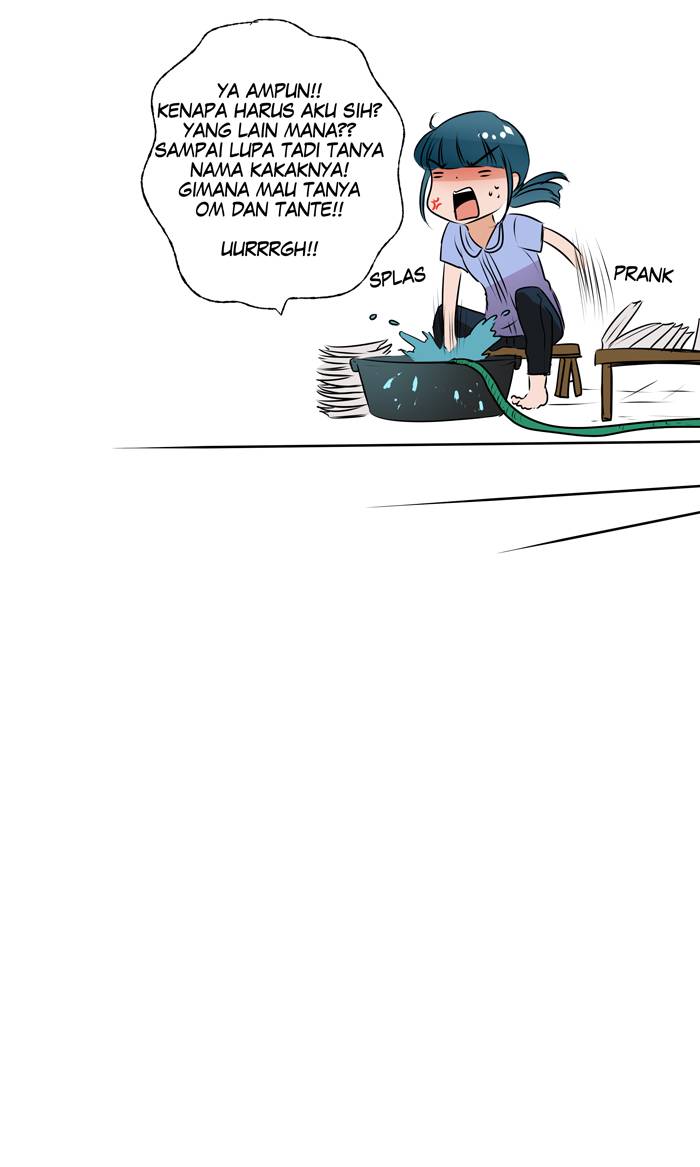 YA AMPUN!!
KENAPA HARUS AKU SIH?
YANG LAIN MANA??
SAMPAI LUPA TADI TANYA
NAMA KAKAKNYA!
GIMANA MAU TANYA
OM DAN TANTE!!
UURRRGH!!
SPLAS
PRANK